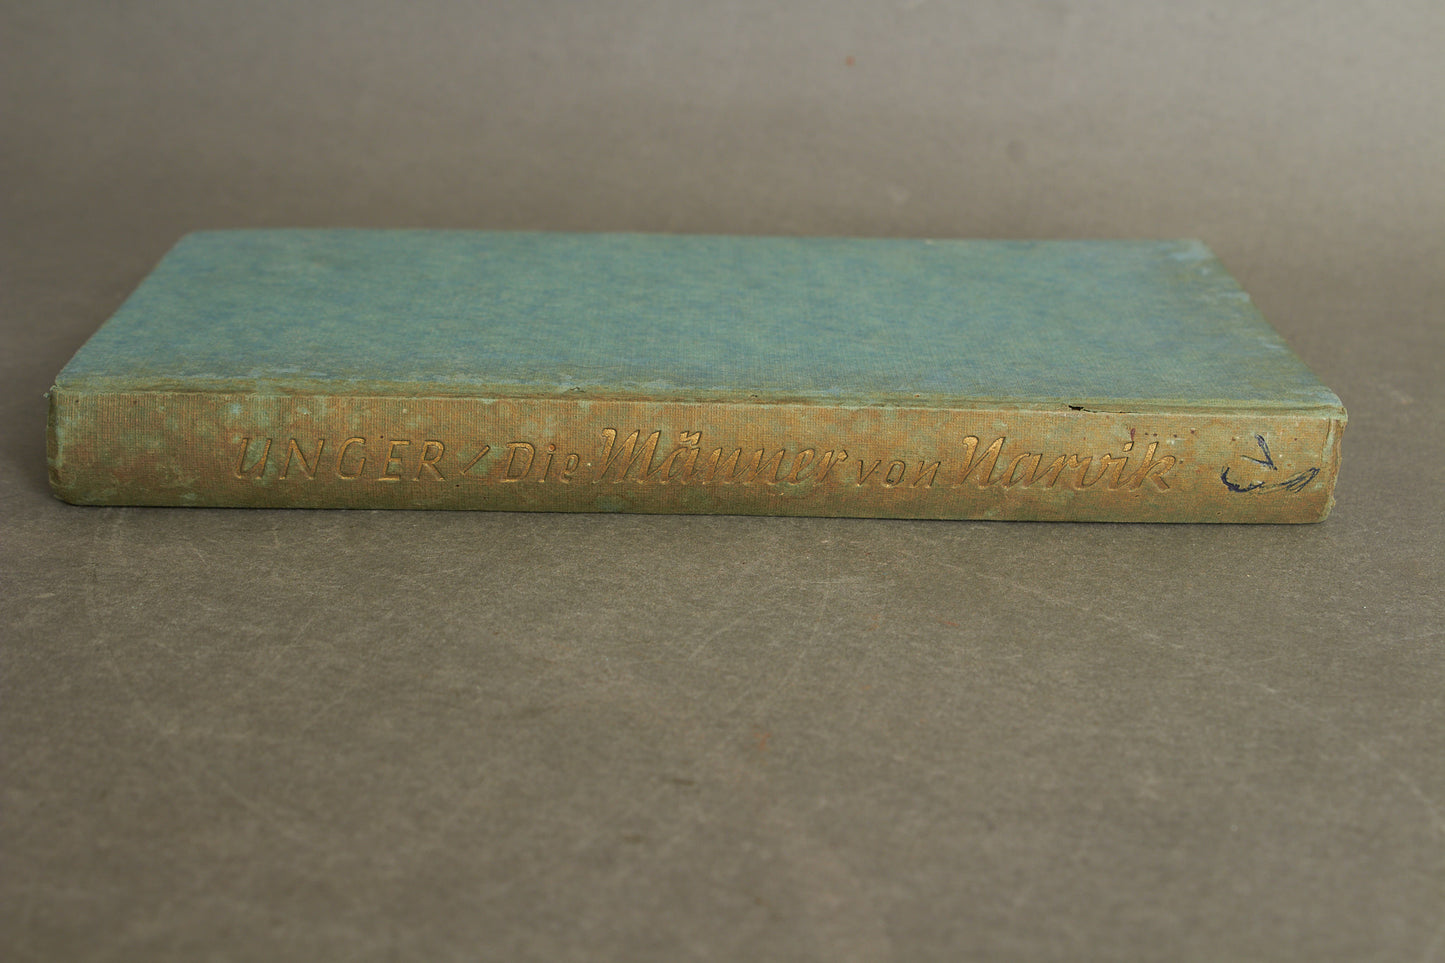 UNGER / Die Männer von Narvik